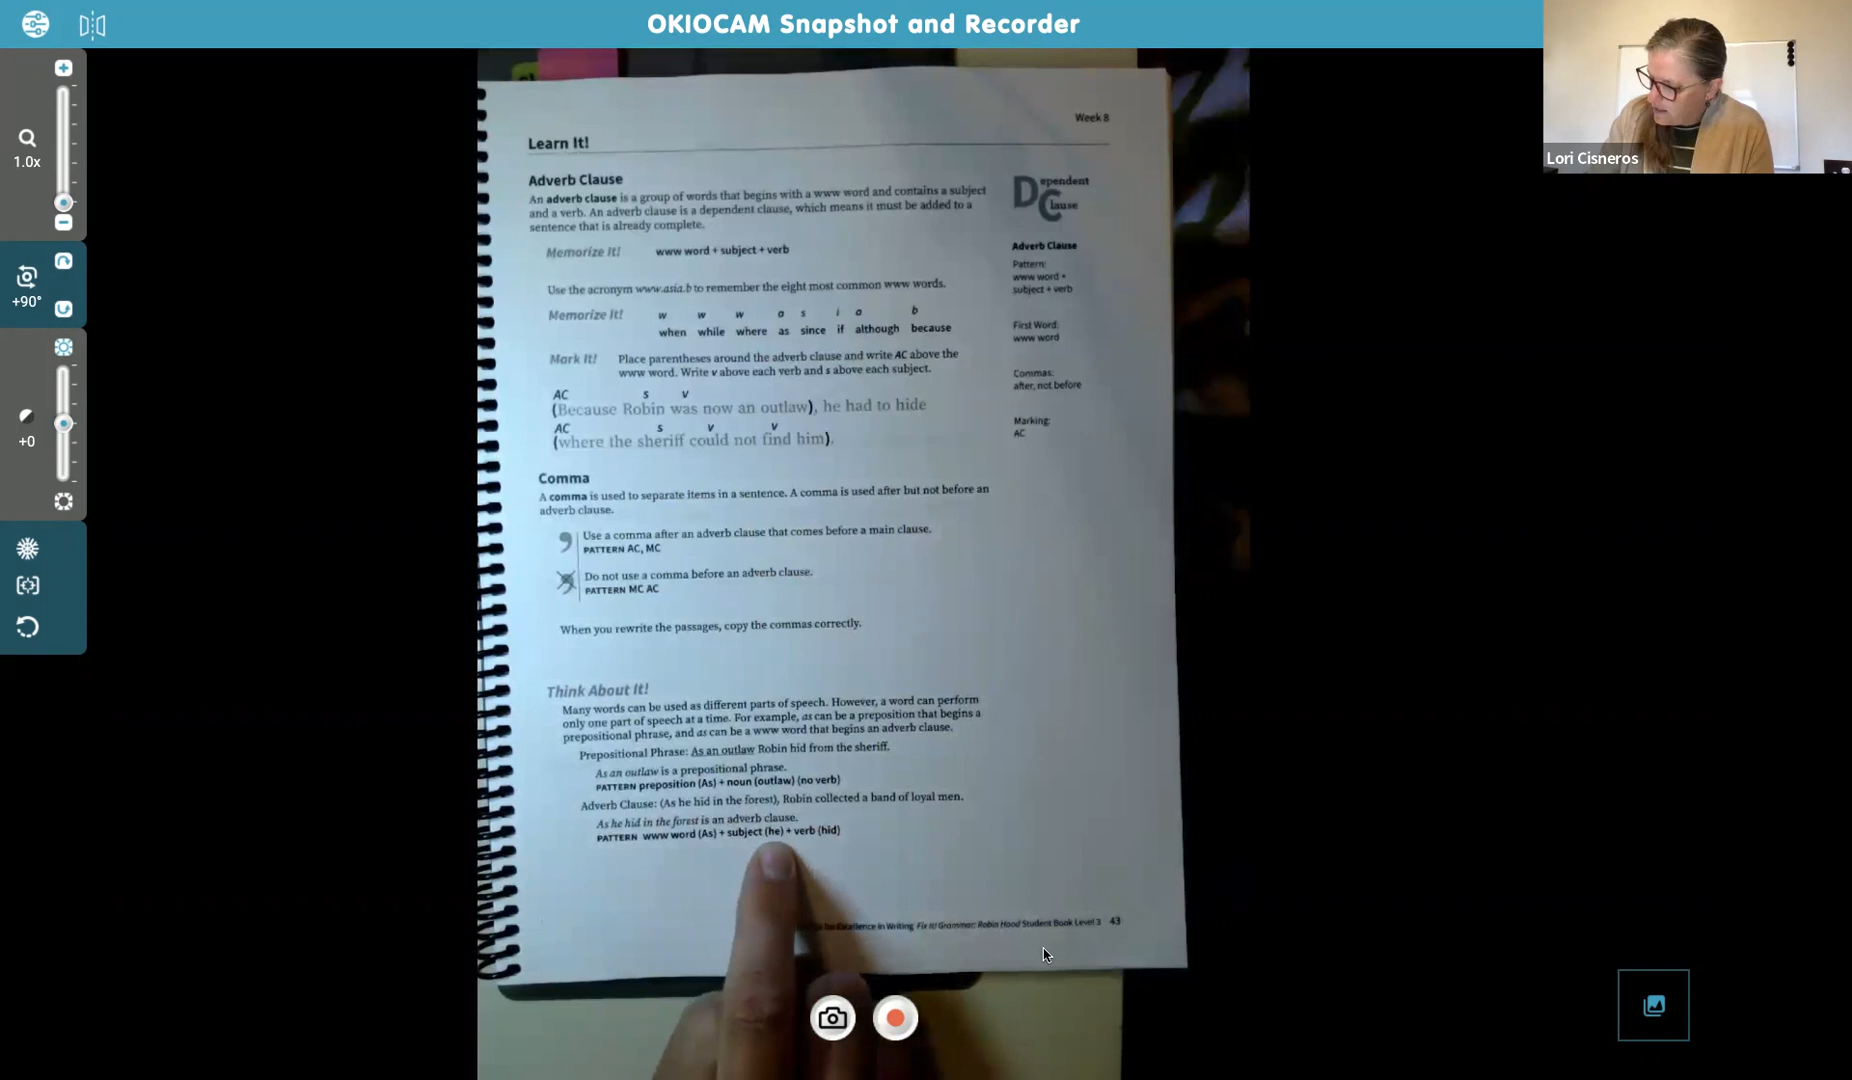 OKIOCAM Snapshot and Recorder
1.0x
+90°
+0
Lori Cisneros
Week 8
Learn It!
Adverb Clause
An adverb clause is a group of words that begins with a www word and contains a subject
and a verb. An adverb clause is a dependent clause, which means it must be added to a
sentence that is already complete.
Memorize It! www word + subject + verb
Use the acronym www.asia.b to remember the eight most common www words.
Memorize It! w w w a s i a b
when while where as since if although because
Mark It! Place parentheses around the adverb clause and write AC above the
www word. Write v above each verb and s above each subject.
AC s v
(Because Robin was now an outlaw), he had to hide
AC s v v
(where the sheriff could not find him).
Comma
A comma is used to separate items in a sentence. A comma is used after but not before an
adverb clause.
Use a comma after an adverb clause that comes before a main clause.
PATTERN AC, MC
Do not use a comma before an adverb clause.
PATTERN MC AC
When you rewrite the passages, copy the commas correctly.
Think About It!
Many words can be used as different parts of speech. However, a word can perform
only one part of speech at a time. For example, as can be a preposition that begins a
prepositional phrase, and as can be a www word that begins an adverb clause.
Prepositional Phrase: As an outlaw Robin hid from the sheriff.
As an outlaw is a prepositional phrase.
PATTERN preposition (As) + noun (outlaw) (no verb)
Adverb Clause: (As he hid in the forest), Robin collected a band of loyal men.
As he hid in the forest is an adverb clause.
PATTERN www word (As) + subject (he) + verb (hid)
Dependent
Clause
Adverb Clause
Pattern:
www word +
subject + verb
First Word:
www word
Commas:
after, not before
Marking:
AC
Excellence in Writing Fix It! Grammar: Robin Hood Student Book Level 3 43